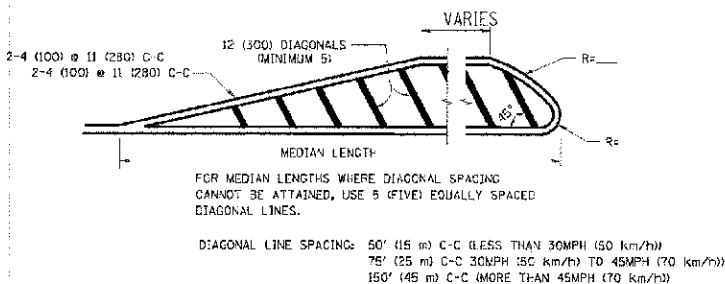 VARIES
2-4 (100) @ 11 (280) C-C
2-4 (100) @ 11 (280) C-C
12 (300) DIAGONALS
(MINIMUM 5)
R=
45°
R=
MEDIAN LENGTH
FOR MEDIAN LENGTHS WHERE DIAGONAL SPACING
CANNOT BE ATTAINED, USE 5 (FIVE) EQUALLY SPACED
DIAGONAL LINES.
DIAGONAL LINE SPACING: 50' (15 m) C-C (LESS THAN 30MPH (50 km/h))
75' (25 m) C-C 30MPH (50 km/h) TO 45MPH (70 km/h)
150' (45 m) C-C (MORE THAN 45MPH (70 km/h))